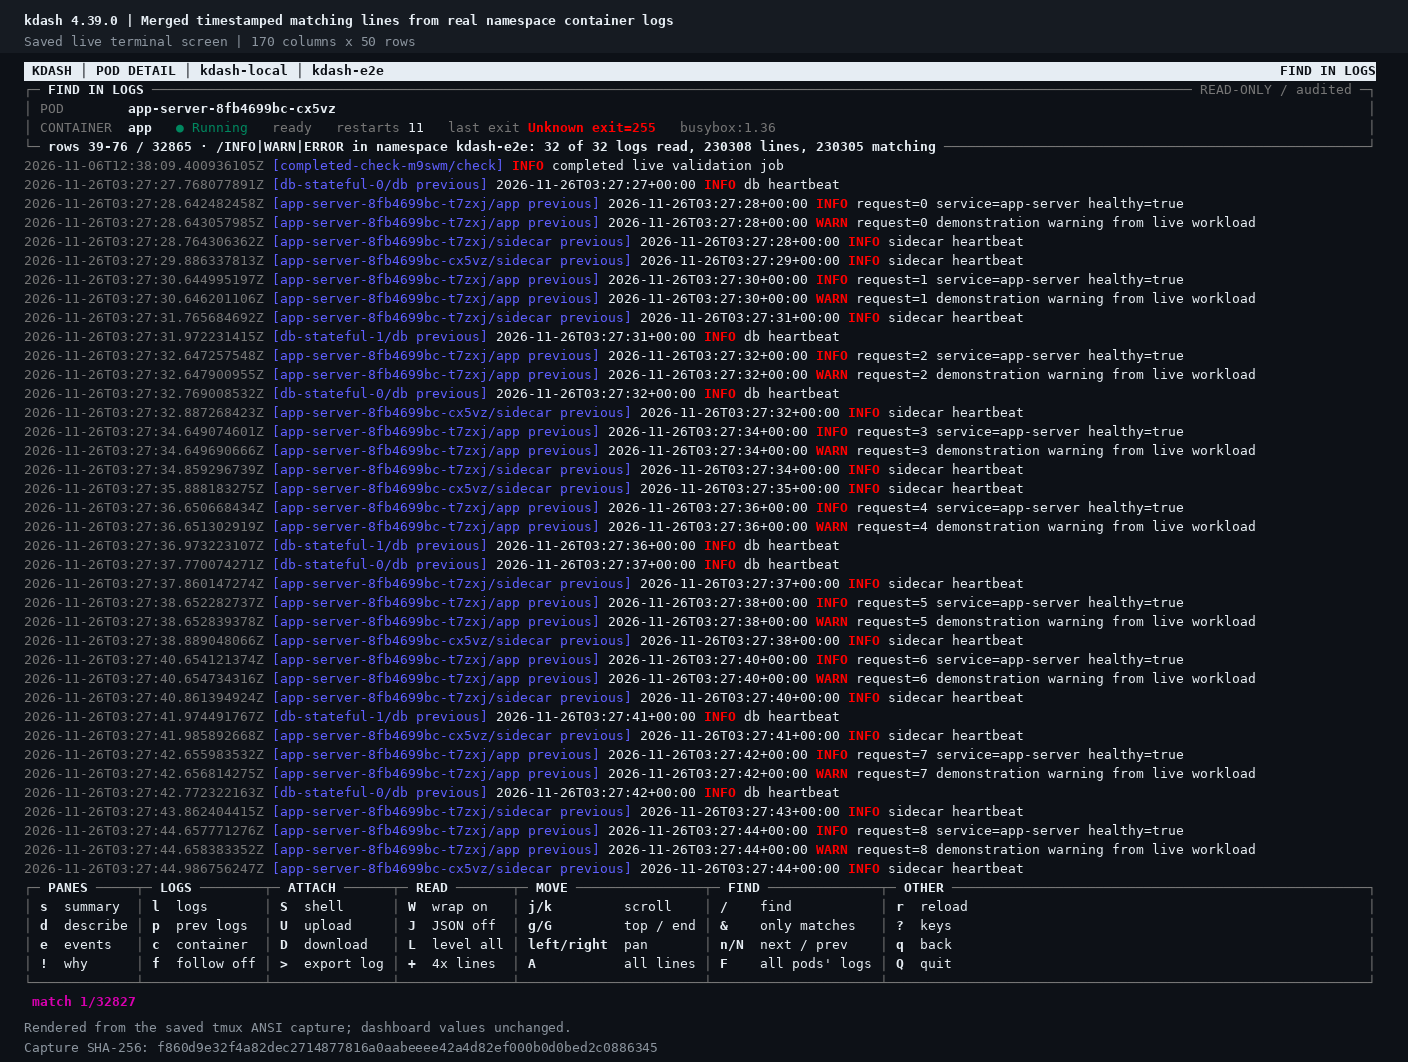 kdash 4.39.0 | Merged timestamped matching lines from real namespace container logs
Saved live terminal screen | 170 columns x 50 rows
KDASH │ POD DETAIL │ kdash-local │ kdash-e2e FIND IN LOGS
FIND IN LOGS READ-ONLY / audited
POD app-server-8fb4699bc-cx5vz
CONTAINER app ● Running ready restarts 11 last exit Unknown exit=255 busybox:1.36
rows 39-76 / 32865 · /INFO|WARN|ERROR in namespace kdash-e2e: 32 of 32 logs read, 230308 lines, 230305 matching
2026-11-06T12:38:09.400936105Z [completed-check-m9swm/check] INFO completed live validation job
2026-11-26T03:27:27.768077891Z [db-stateful-0/db previous] 2026-11-26T03:27:27+00:00 INFO db heartbeat
2026-11-26T03:27:28.642482458Z [app-server-8fb4699bc-t7zxj/app previous] 2026-11-26T03:27:28+00:00 INFO request=0 service=app-server healthy=true
2026-11-26T03:27:28.643057985Z [app-server-8fb4699bc-t7zxj/app previous] 2026-11-26T03:27:28+00:00 WARN request=0 demonstration warning from live workload
2026-11-26T03:27:28.764306362Z [app-server-8fb4699bc-t7zxj/sidecar previous] 2026-11-26T03:27:28+00:00 INFO sidecar heartbeat
2026-11-26T03:27:29.886337813Z [app-server-8fb4699bc-cx5vz/sidecar previous] 2026-11-26T03:27:29+00:00 INFO sidecar heartbeat
2026-11-26T03:27:30.644995197Z [app-server-8fb4699bc-t7zxj/app previous] 2026-11-26T03:27:30+00:00 INFO request=1 service=app-server healthy=true
2026-11-26T03:27:30.646201106Z [app-server-8fb4699bc-t7zxj/app previous] 2026-11-26T03:27:30+00:00 WARN request=1 demonstration warning from live workload
2026-11-26T03:27:31.765684692Z [app-server-8fb4699bc-t7zxj/sidecar previous] 2026-11-26T03:27:31+00:00 INFO sidecar heartbeat
2026-11-26T03:27:31.972231415Z [db-stateful-1/db previous] 2026-11-26T03:27:31+00:00 INFO db heartbeat
2026-11-26T03:27:32.647257548Z [app-server-8fb4699bc-t7zxj/app previous] 2026-11-26T03:27:32+00:00 INFO request=2 service=app-server healthy=true
2026-11-26T03:27:32.647900955Z [app-server-8fb4699bc-t7zxj/app previous] 2026-11-26T03:27:32+00:00 WARN request=2 demonstration warning from live workload
2026-11-26T03:27:32.769008532Z [db-stateful-0/db previous] 2026-11-26T03:27:32+00:00 INFO db heartbeat
2026-11-26T03:27:32.887268423Z [app-server-8fb4699bc-cx5vz/sidecar previous] 2026-11-26T03:27:32+00:00 INFO sidecar heartbeat
2026-11-26T03:27:34.649074601Z [app-server-8fb4699bc-t7zxj/app previous] 2026-11-26T03:27:34+00:00 INFO request=3 service=app-server healthy=true
2026-11-26T03:27:34.649690666Z [app-server-8fb4699bc-t7zxj/app previous] 2026-11-26T03:27:34+00:00 WARN request=3 demonstration warning from live workload
2026-11-26T03:27:34.859296739Z [app-server-8fb4699bc-t7zxj/sidecar previous] 2026-11-26T03:27:34+00:00 INFO sidecar heartbeat
2026-11-26T03:27:35.888183275Z [app-server-8fb4699bc-cx5vz/sidecar previous] 2026-11-26T03:27:35+00:00 INFO sidecar heartbeat
2026-11-26T03:27:36.650668434Z [app-server-8fb4699bc-t7zxj/app previous] 2026-11-26T03:27:36+00:00 INFO request=4 service=app-server healthy=true
2026-11-26T03:27:36.651302919Z [app-server-8fb4699bc-t7zxj/app previous] 2026-11-26T03:27:36+00:00 WARN request=4 demonstration warning from live workload
2026-11-26T03:27:36.973223107Z [db-stateful-1/db previous] 2026-11-26T03:27:36+00:00 INFO db heartbeat
2026-11-26T03:27:37.770074271Z [db-stateful-0/db previous] 2026-11-26T03:27:37+00:00 INFO db heartbeat
2026-11-26T03:27:37.860147274Z [app-server-8fb4699bc-t7zxj/sidecar previous] 2026-11-26T03:27:37+00:00 INFO sidecar heartbeat
2026-11-26T03:27:38.652282737Z [app-server-8fb4699bc-t7zxj/app previous] 2026-11-26T03:27:38+00:00 INFO request=5 service=app-server healthy=true
2026-11-26T03:27:38.652839378Z [app-server-8fb4699bc-t7zxj/app previous] 2026-11-26T03:27:38+00:00 WARN request=5 demonstration warning from live workload
2026-11-26T03:27:38.889048066Z [app-server-8fb4699bc-cx5vz/sidecar previous] 2026-11-26T03:27:38+00:00 INFO sidecar heartbeat
2026-11-26T03:27:40.654121374Z [app-server-8fb4699bc-t7zxj/app previous] 2026-11-26T03:27:40+00:00 INFO request=6 service=app-server healthy=true
2026-11-26T03:27:40.654734316Z [app-server-8fb4699bc-t7zxj/app previous] 2026-11-26T03:27:40+00:00 WARN request=6 demonstration warning from live workload
2026-11-26T03:27:40.861394924Z [app-server-8fb4699bc-t7zxj/sidecar previous] 2026-11-26T03:27:40+00:00 INFO sidecar heartbeat
2026-11-26T03:27:41.974491767Z [db-stateful-1/db previous] 2026-11-26T03:27:41+00:00 INFO db heartbeat
2026-11-26T03:27:41.985892668Z [app-server-8fb4699bc-cx5vz/sidecar previous] 2026-11-26T03:27:41+00:00 INFO sidecar heartbeat
2026-11-26T03:27:42.655983532Z [app-server-8fb4699bc-t7zxj/app previous] 2026-11-26T03:27:42+00:00 INFO request=7 service=app-server healthy=true
2026-11-26T03:27:42.656814275Z [app-server-8fb4699bc-t7zxj/app previous] 2026-11-26T03:27:42+00:00 WARN request=7 demonstration warning from live workload
2026-11-26T03:27:42.772322163Z [db-stateful-0/db previous] 2026-11-26T03:27:42+00:00 INFO db heartbeat
2026-11-26T03:27:43.862404415Z [app-server-8fb4699bc-t7zxj/sidecar previous] 2026-11-26T03:27:43+00:00 INFO sidecar heartbeat
2026-11-26T03:27:44.657771276Z [app-server-8fb4699bc-t7zxj/app previous] 2026-11-26T03:27:44+00:00 INFO request=8 service=app-server healthy=true
2026-11-26T03:27:44.658383352Z [app-server-8fb4699bc-t7zxj/app previous] 2026-11-26T03:27:44+00:00 WARN request=8 demonstration warning from live workload
2026-11-26T03:27:44.986756247Z [app-server-8fb4699bc-cx5vz/sidecar previous] 2026-11-26T03:27:44+00:00 INFO sidecar heartbeat
PANES LOGS ATTACH READ MOVE FIND OTHER
s summary │ l logs │ S shell │ W wrap on │ j/k scroll │ / find │ r reload
d describe │ p prev logs │ U upload │ J JSON off │ g/G top / end │ & only matches │ ? keys
e events │ c container │ D download │ L level all │ left/right pan │ n/N next / prev │ q back
! why │ f follow off │ > export log │ + 4x lines │ A all lines │ F all pods' logs │ Q quit
match 1/32827
Rendered from the saved tmux ANSI capture; dashboard values unchanged.
Capture SHA-256: f860d9e32f4a82dec2714877816a0aabeeee42a4d82ef000b0d0bed2c0886345